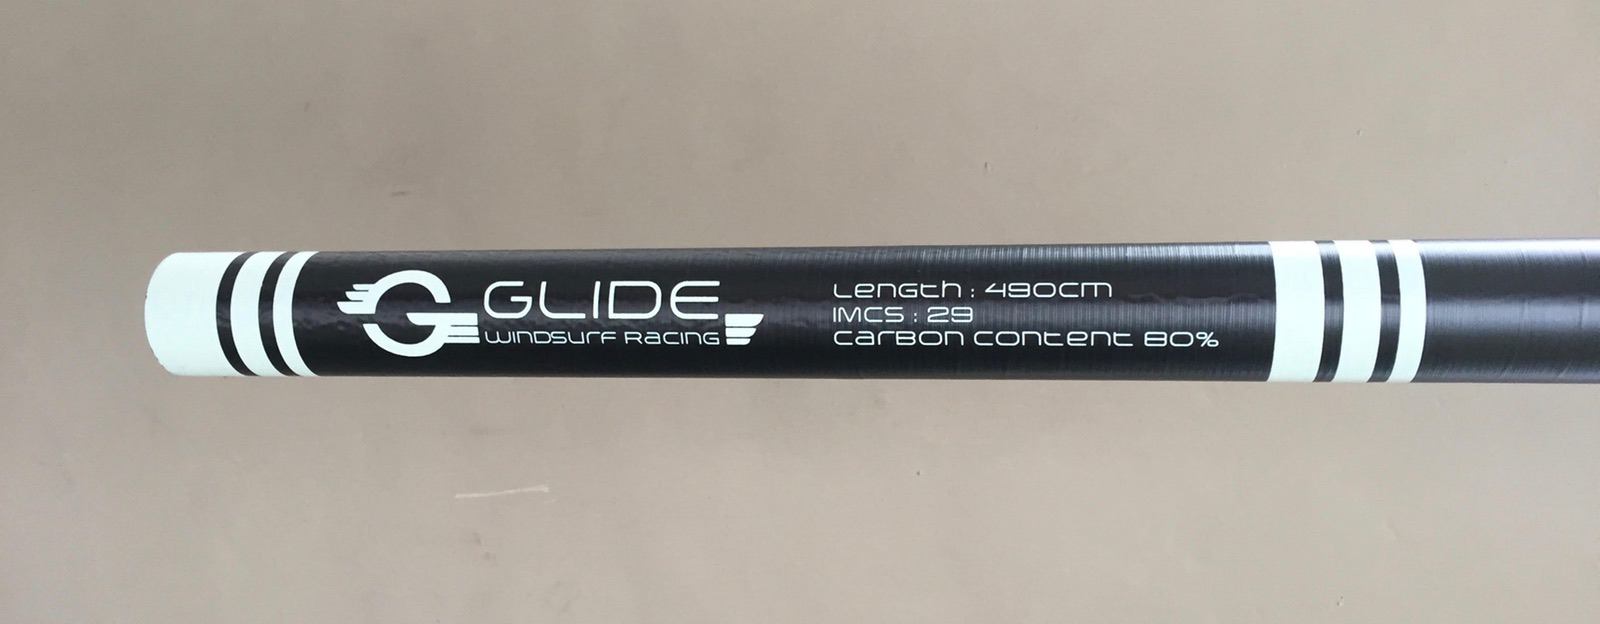 GLIDE
WINDSURF RACING
Length : 490cm
IMCS : 29
Carbon content 80%